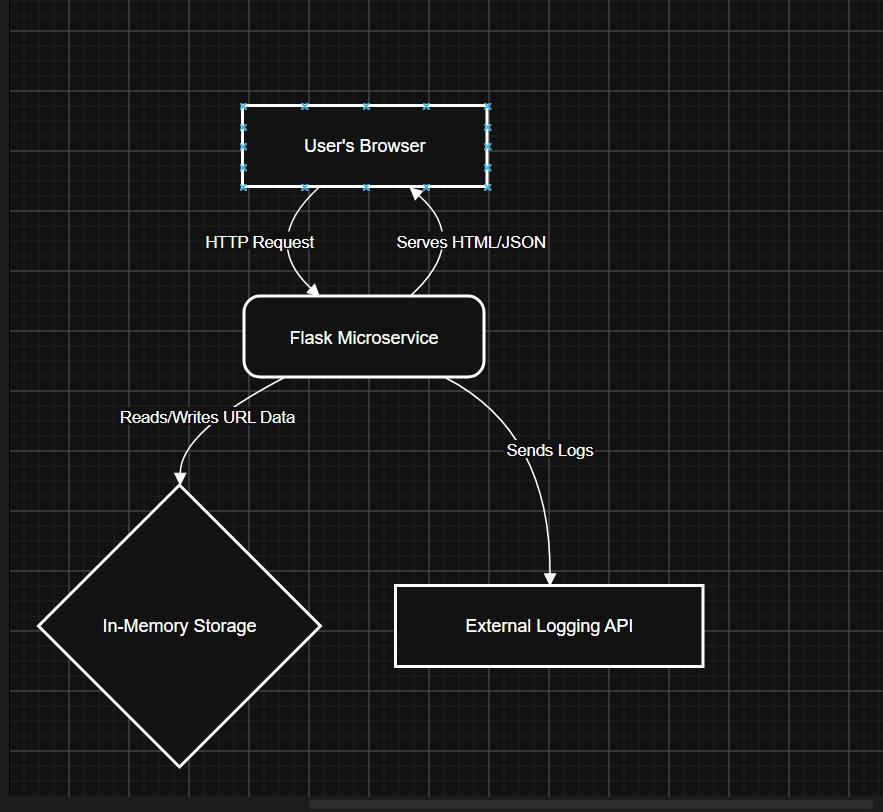 User's Browser
HTTP Request
Serves HTML/JSON
Flask Microservice
Reads/Writes URL Data
Sends Logs
In-Memory Storage
External Logging API